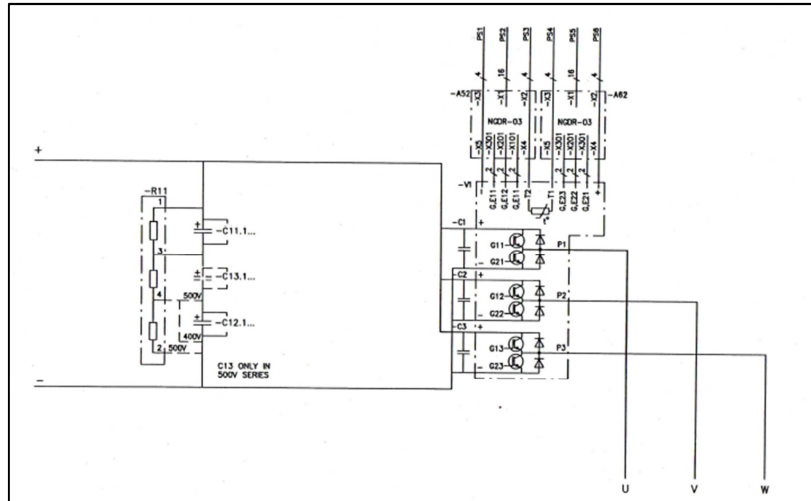 PS1 PS2 PS3 PS4 PS5 PS6
4 16 4 4 16 4
-A52 -X3 -X1 -X2 -X3 -X1 -X2 -A62
NGDR-03 NGDR-03
-X5 -X301 -X201 -X101 -X4 -X5 -X301 -X201 -X301 -X4
2 2 2 2 2 2
-V1 G,E11 G,E12 G,E11 T2 T1 G,E23 G,E22 G,E21 +
t°
+
-R11
1
+ -C11.1...
3
+ + -C13.1...
4 500V
+ -C12.1...
400V
2 500V
C13 ONLY IN
500V SERIES
-
-C1 + G11 P1
- G21
-C2 + G12 P2
- G22
-C3 + G13 P3
- G23
U V W